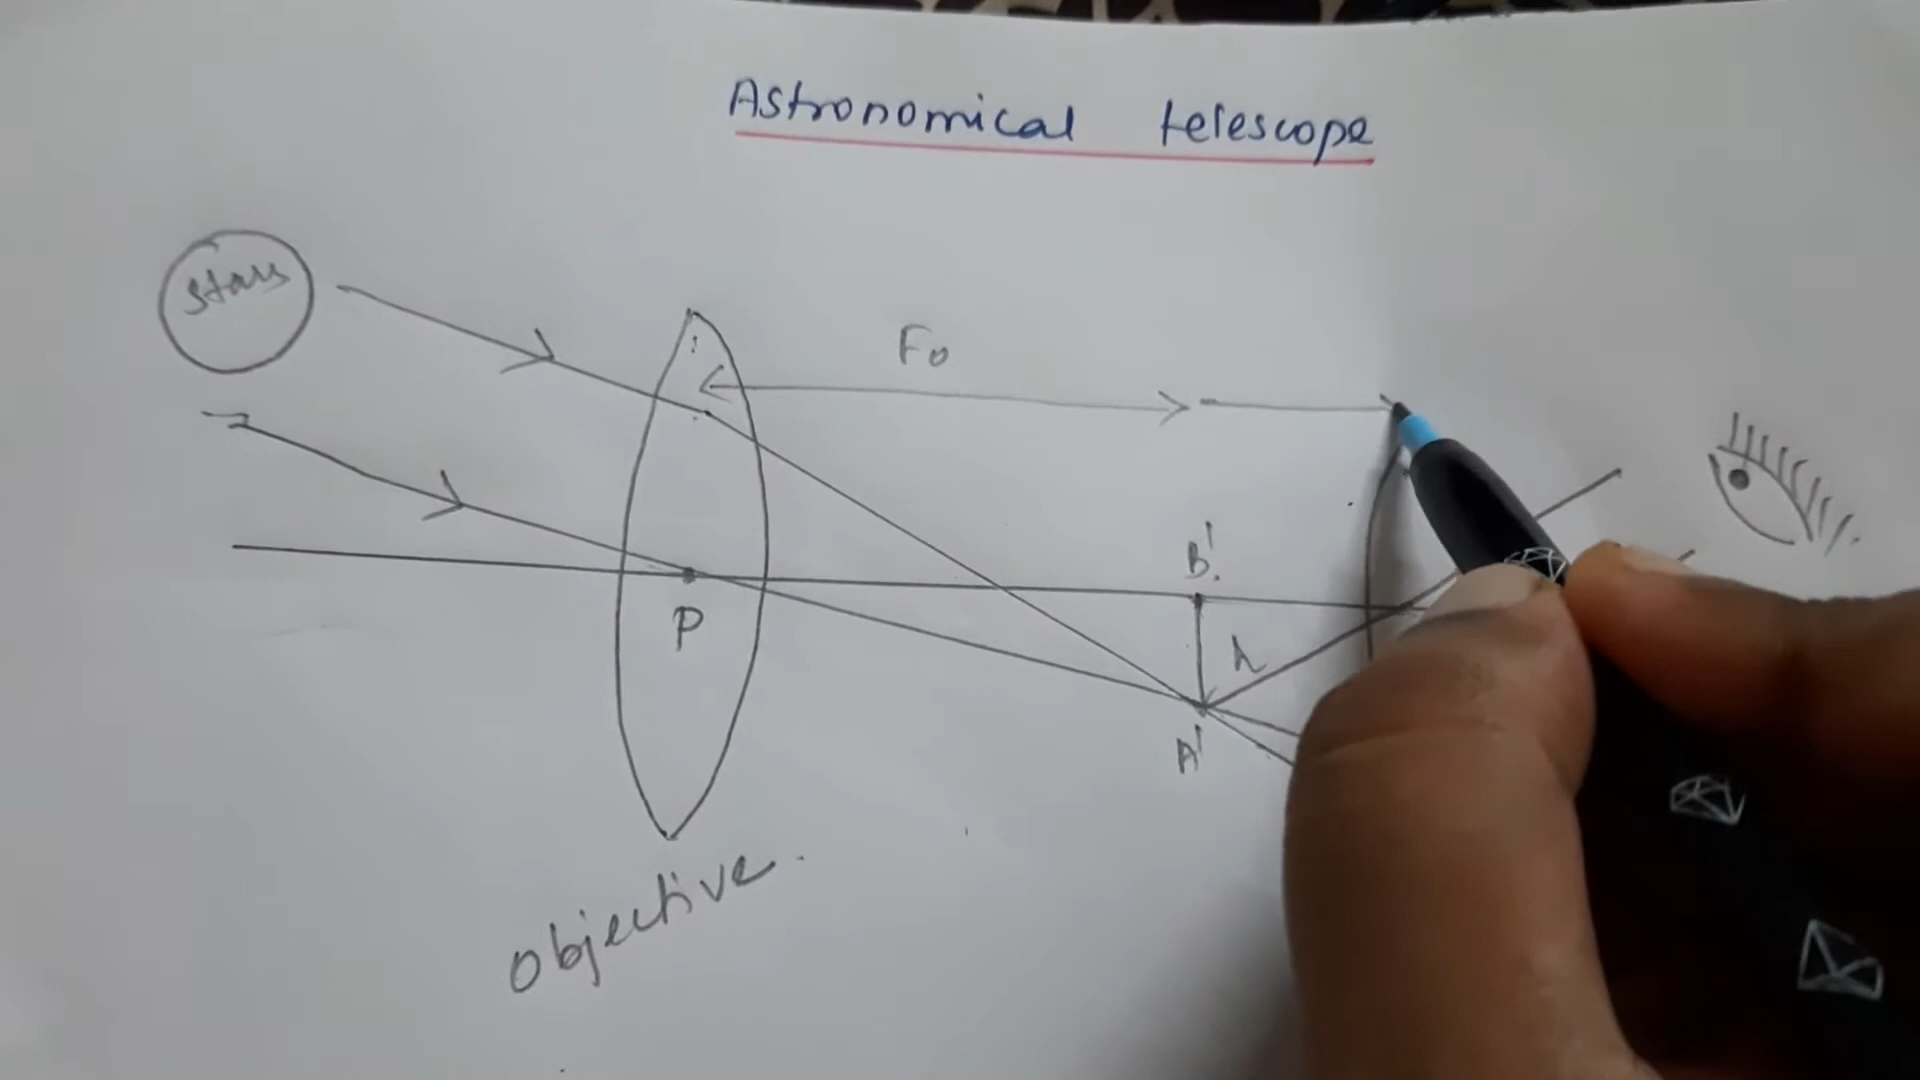 Astronomical telescope
stars
Fo
B'
P
h
A'
objective.